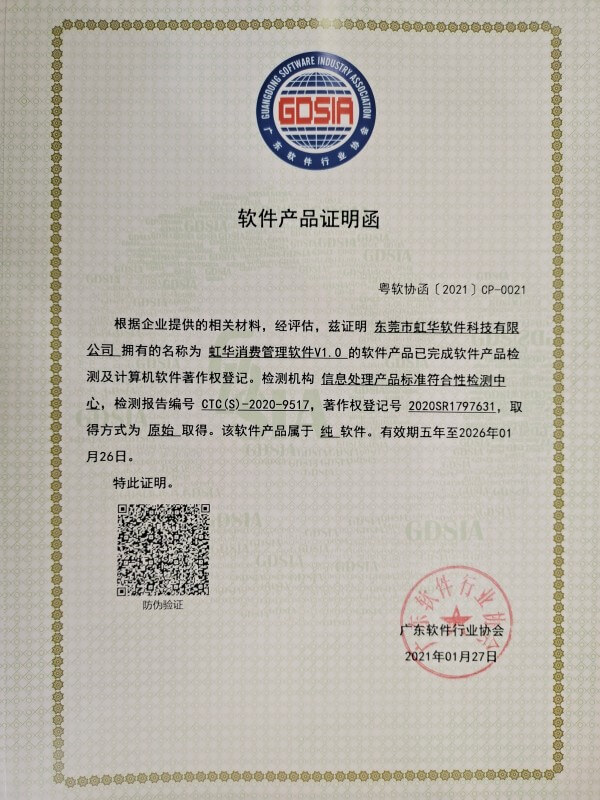 GUANGDONG SOFTWARE INDUSTRY ASSOCIATION
GDSIA
广东软件行业协会
软件产品证明函
粤软协函〔2021〕CP-0021
根据企业提供的相关材料，经评估，兹证明 东莞市虹华软件科技有限
公司 拥有的名称为 虹华消费管理软件V1.0 的软件产品已完成软件产品检
测及计算机软件著作权登记。检测机构 信息处理产品标准符合性检测中
心，检测报告编号 CTC(S)-2020-9517，著作权登记号 2020SR1797631，取
得方式为 原始 取得。该软件产品属于 纯 软件。有效期五年至2026年01
月26日。
特此证明。
GDSIA
防伪验证
广东软件行业协会
广东软件行业协会
2021年01月27日